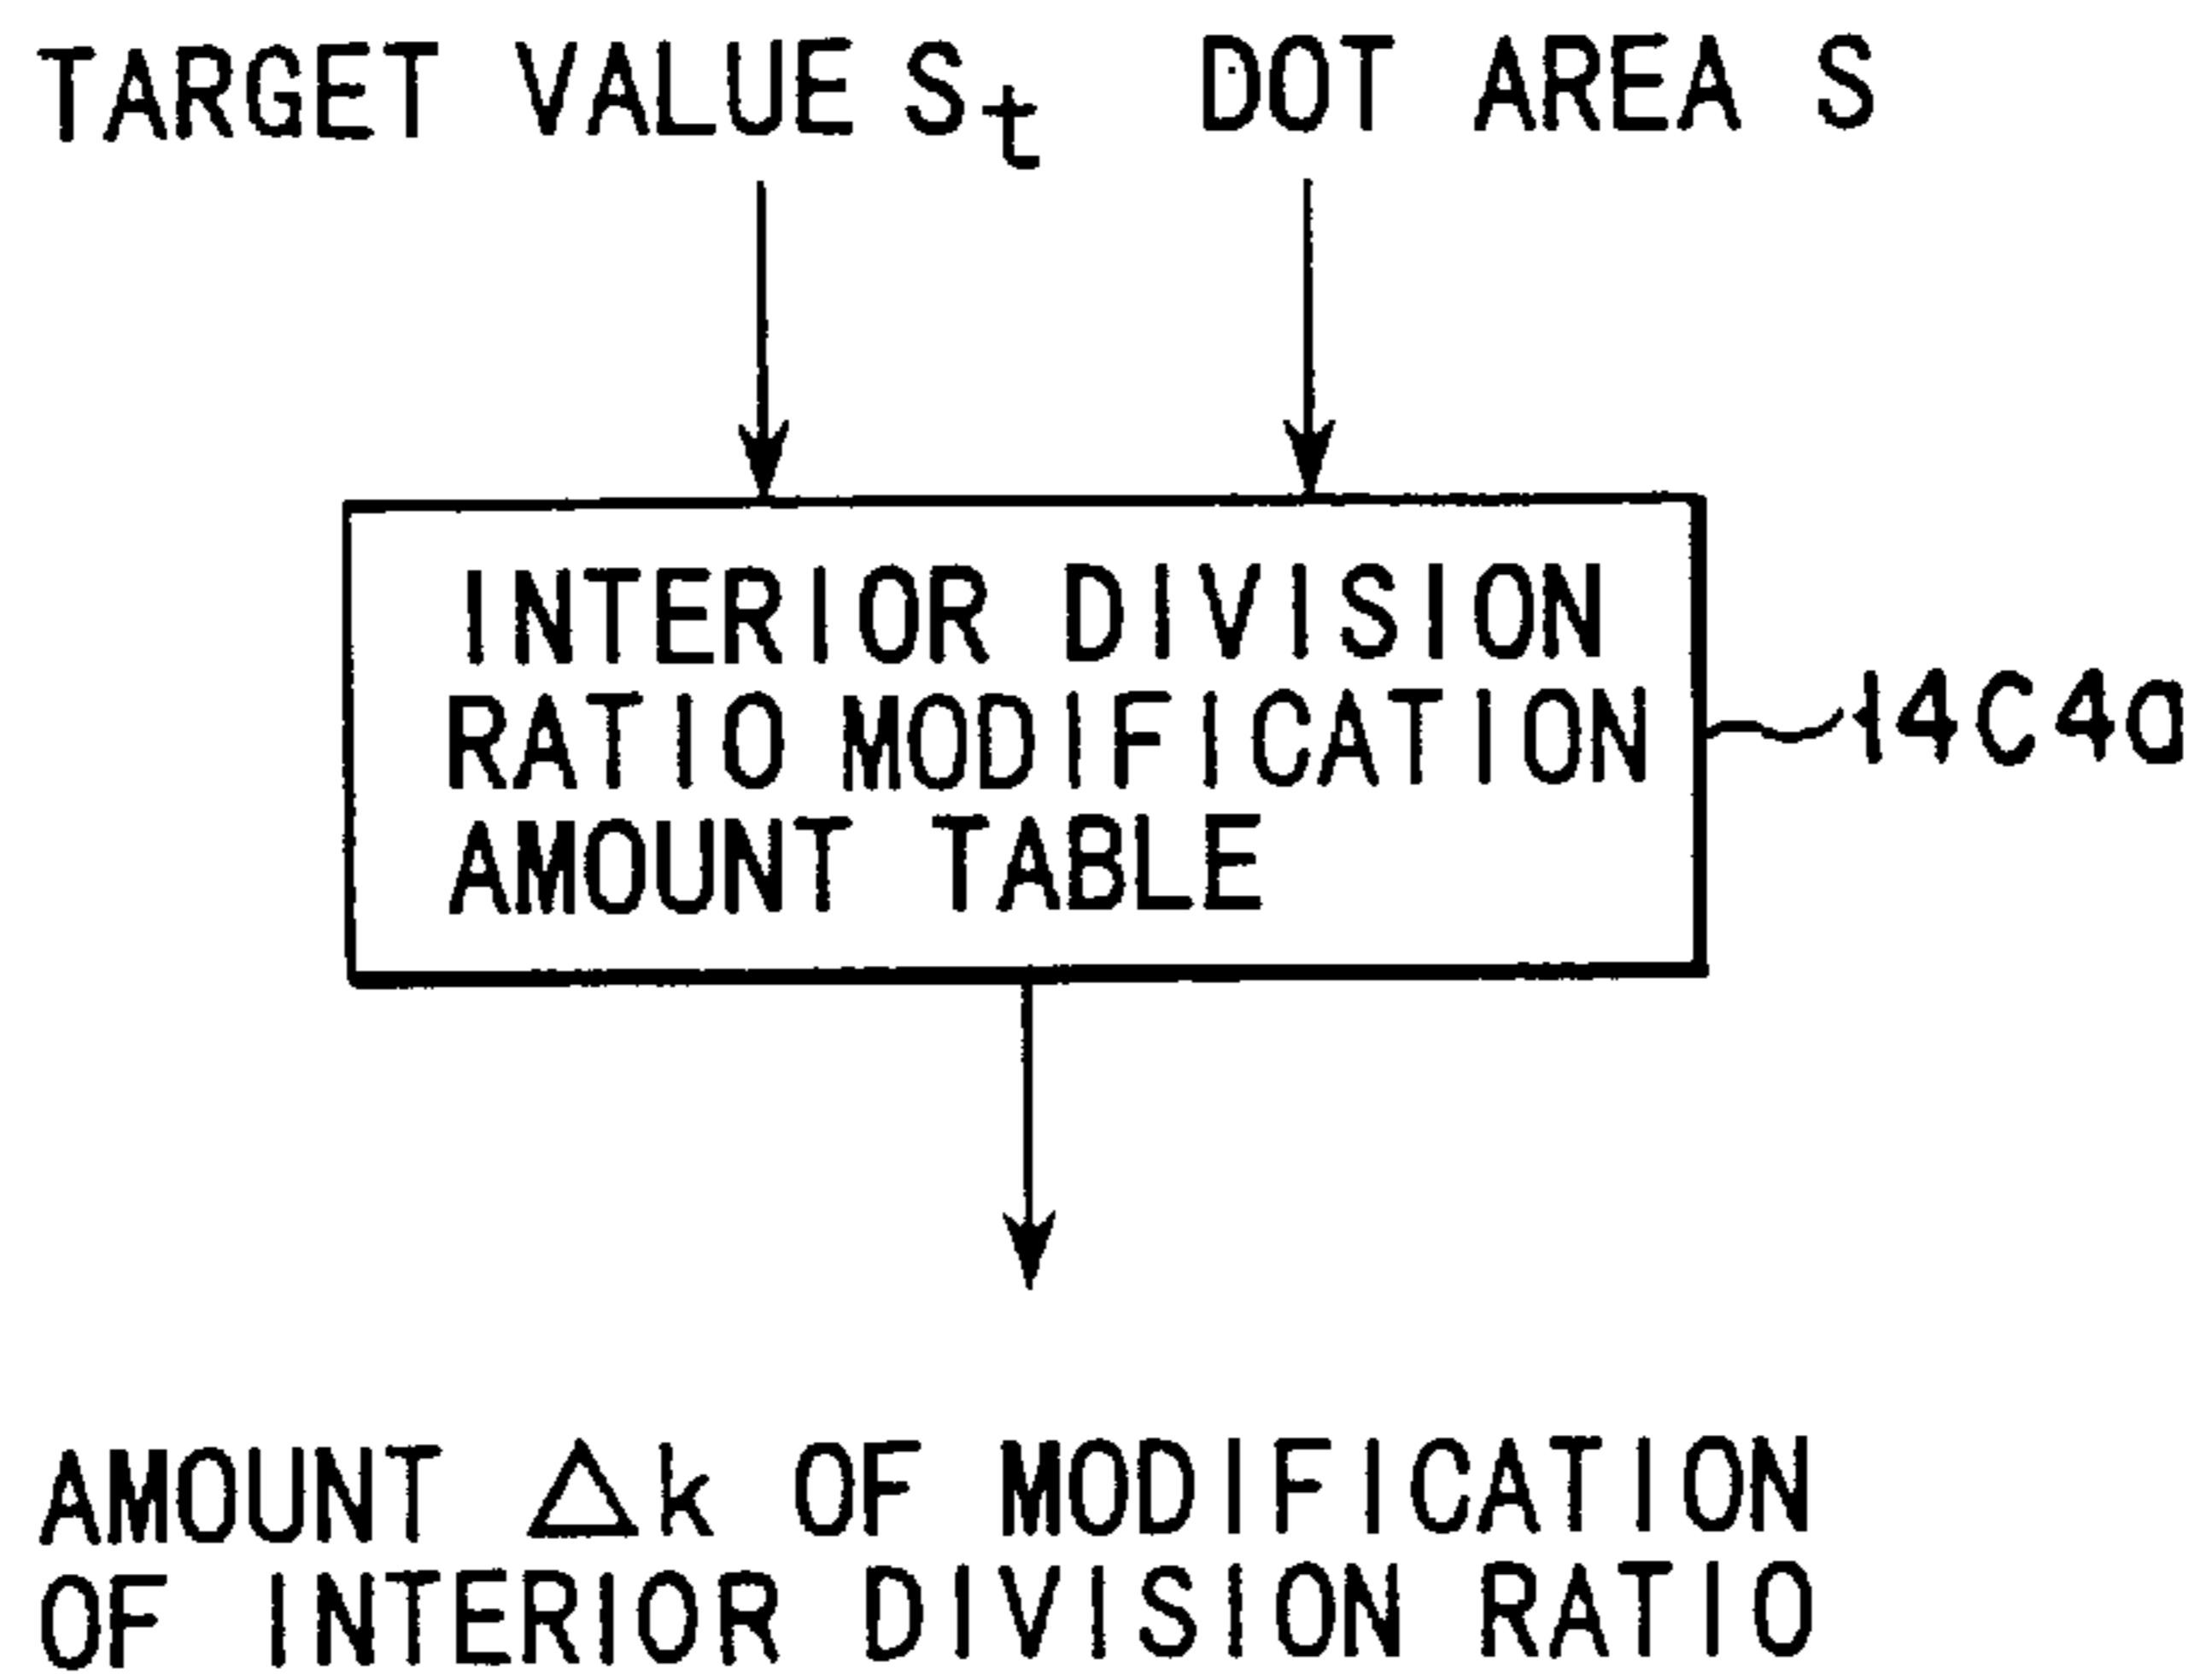 TARGET VALUE St DOT AREA S
INTERIOR DIVISION
RATIO MODIFICATION
AMOUNT TABLE
14C4a
AMOUNT △k OF MODIFICATION
OF INTERIOR DIVISION RATIO